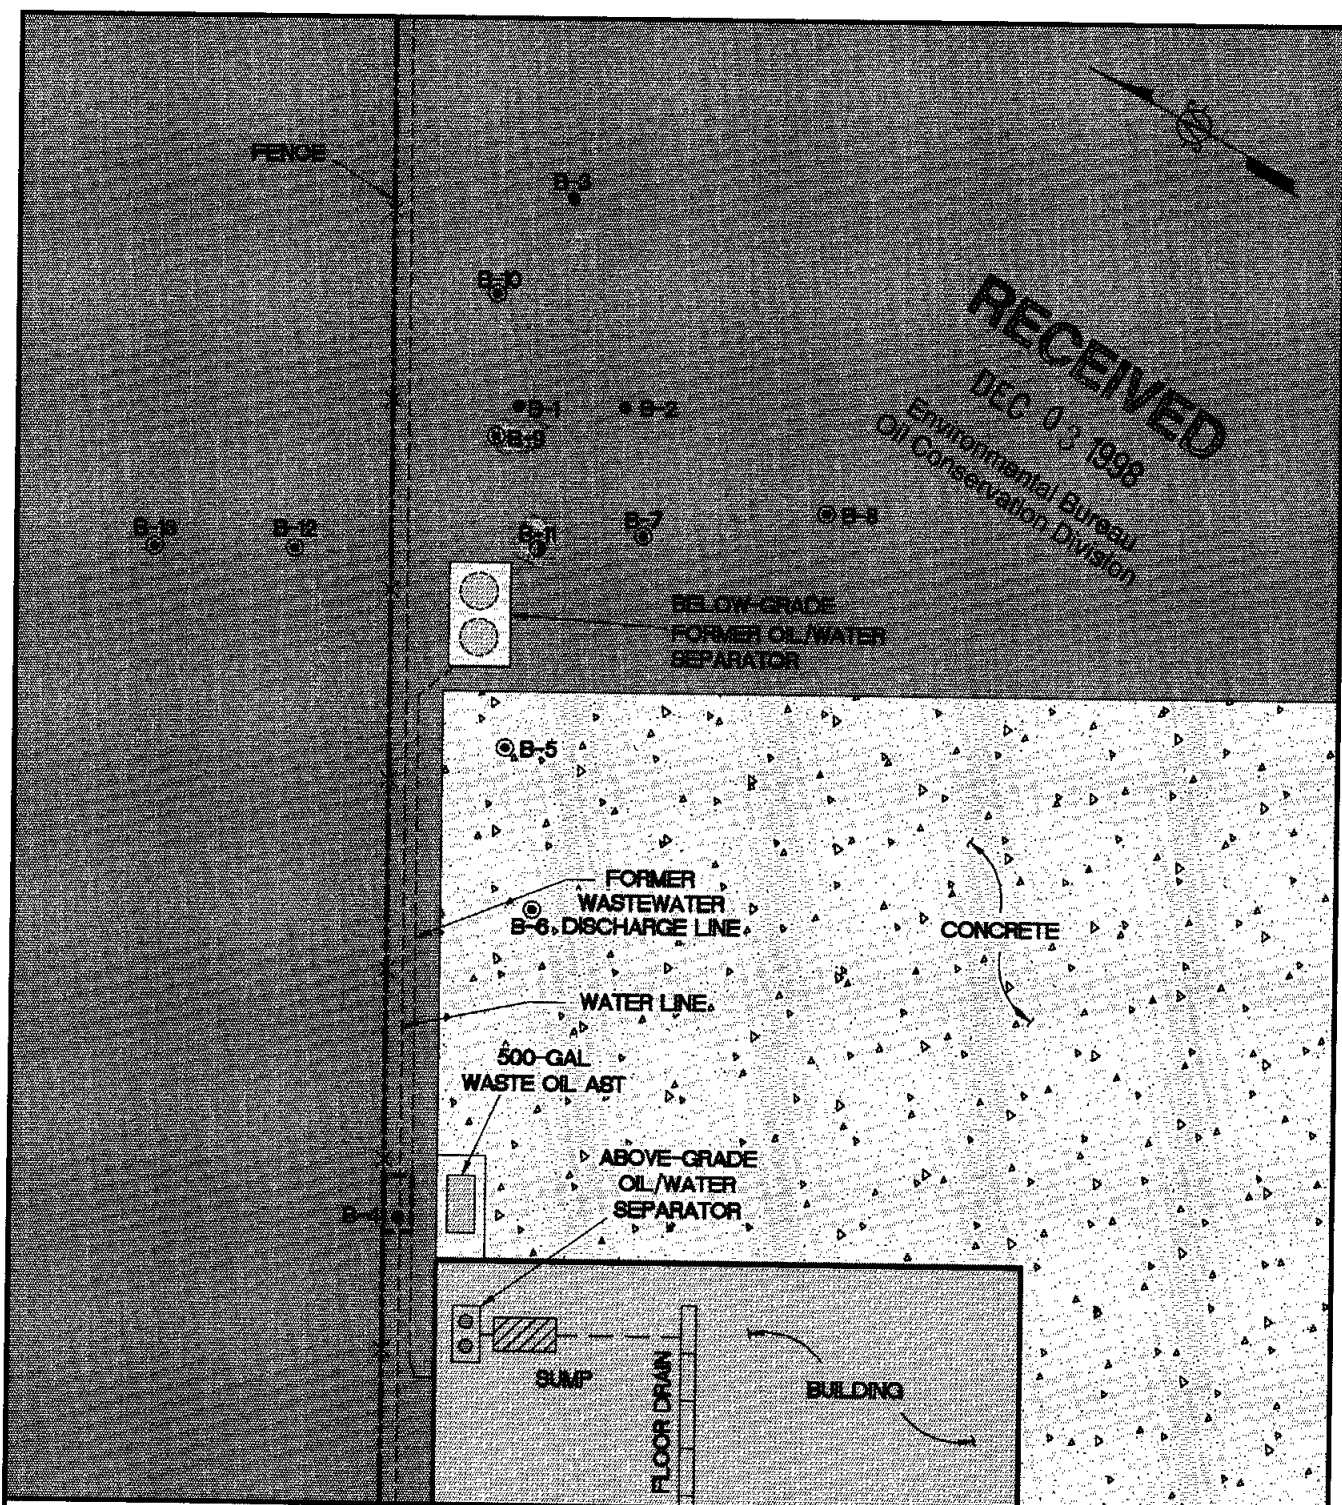 FENCE
B-3
B-10
RECEIVED
DEC 03 1998
Environmental Bureau
Oil Conservation Division
B-1
B-2
B-9
B-8
B-7
B-11
B-12
BELOW-GRADE
FORMER OIL/WATER
SEPARATOR
B-5
FORMER
WASTEWATER
DISCHARGE LINE
B-6
CONCRETE
WATER LINE
500-GAL
WASTE OIL AST
ABOVE-GRADE
OIL/WATER
SEPARATOR
B-4
SUMP
FLOOR DRAIN
BUILDING